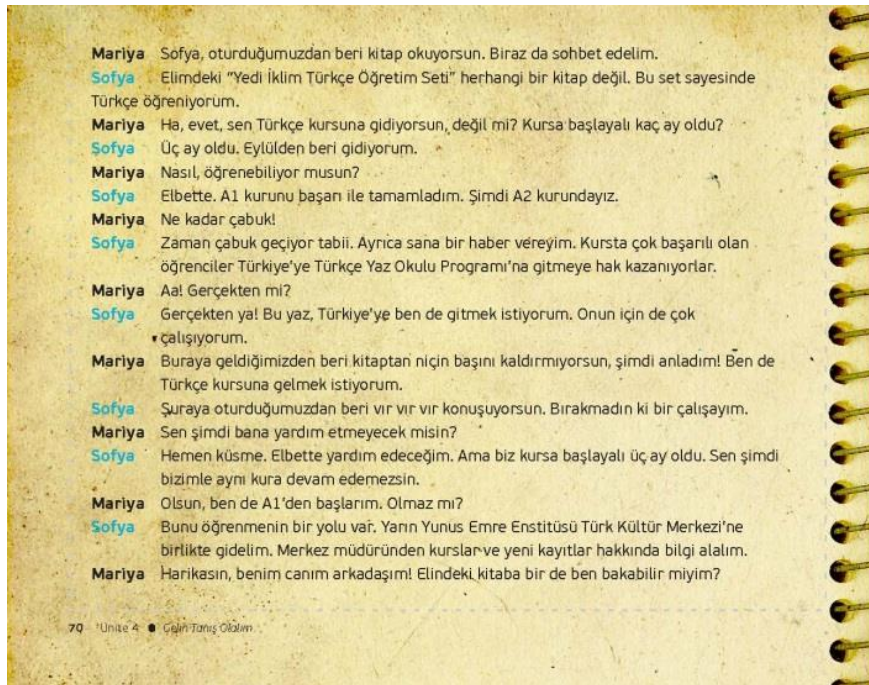 Mariya Sofya, oturduğumuzdan beri kitap okuyorsun. Biraz da sohbet edelim.
Sofya Elimdeki “Yedi İklim Türkçe Öğretim Seti” herhangi bir kitap değil. Bu set sayesinde
Türkçe öğreniyorum.
Mariya Ha, evet, sen Türkçe kursuna gidiyorsun, değil mi? Kursa başlayalı kaç ay oldu?
Sofya Üç ay oldu. Eylülden beri gidiyorum.
Mariya Nasıl, öğrenebiliyor musun?
Sofya Elbette. A1 kurunu başarı ile tamamladım. Şimdi A2 kurundayız.
Mariya Ne kadar çabuk!
Sofya Zaman çabuk geçiyor tabii. Ayrıca sana bir haber vereyim. Kursta çok başarılı olan
öğrenciler Türkiye’ye Türkçe Yaz Okulu Programı’na gitmeye hak kazanıyorlar.
Mariya Aa! Gerçekten mi?
Sofya Gerçekten ya! Bu yaz, Türkiye’ye ben de gitmek istiyorum. Onun için de çok
çalışıyorum.
Mariya Buraya geldiğimizden beri kitaptan niçin başını kaldırmıyorsun, şimdi anladım! Ben de
Türkçe kursuna gelmek istiyorum.
Sofya Şuraya oturduğumuzdan beri vır vır vır konuşuyorsun. Bırakmadın ki bir çalışayım.
Mariya Sen şimdi bana yardım etmeyecek misin?
Sofya Hemen küsme. Elbette yardım edeceğim. Ama biz kursa başlayalı üç ay oldu. Sen şimdi
bizimle aynı kura devam edemezsin.
Mariya Olsun, ben de A1’den başlarım. Olmaz mı?
Sofya Bunu öğrenmenin bir yolu var. Yarın Yunus Emre Enstitüsü Türk Kültür Merkezi’ne
birlikte gidelim. Merkez müdüründen kurslar ve yeni kayıtlar hakkında bilgi alalım.
Mariya Harikasın, benim canım arkadaşım! Elindeki kitaba bir de ben bakabilir miyim?
70 Ünite 4 ● Gelin Tanış Olalım